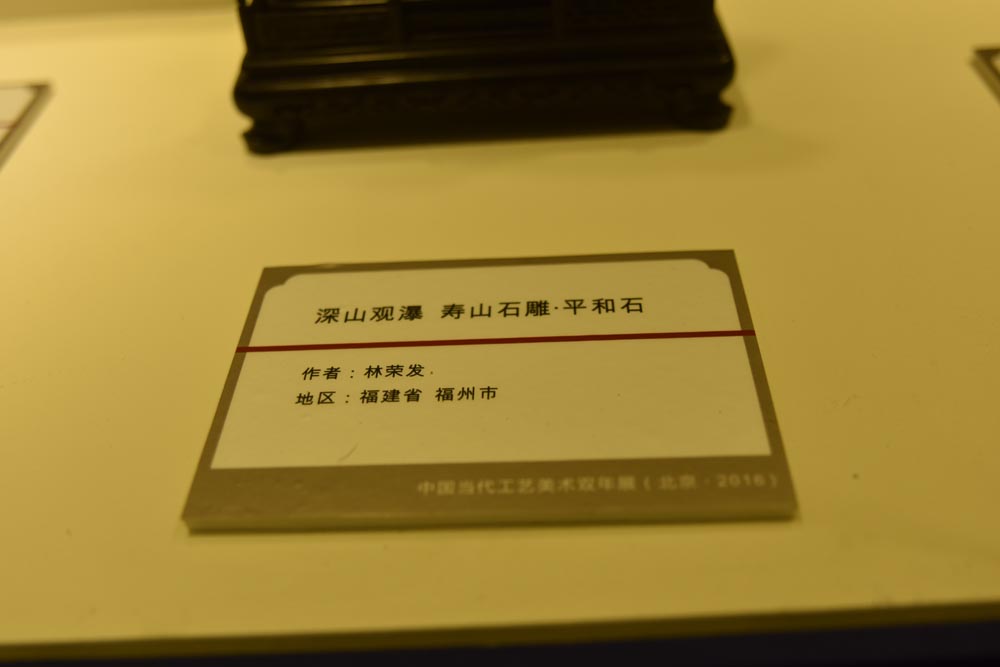 深山观瀑 寿山石雕·平和石
作者：林荣发
地区：福建省 福州市
中国当代工艺美术双年展（北京·2016）